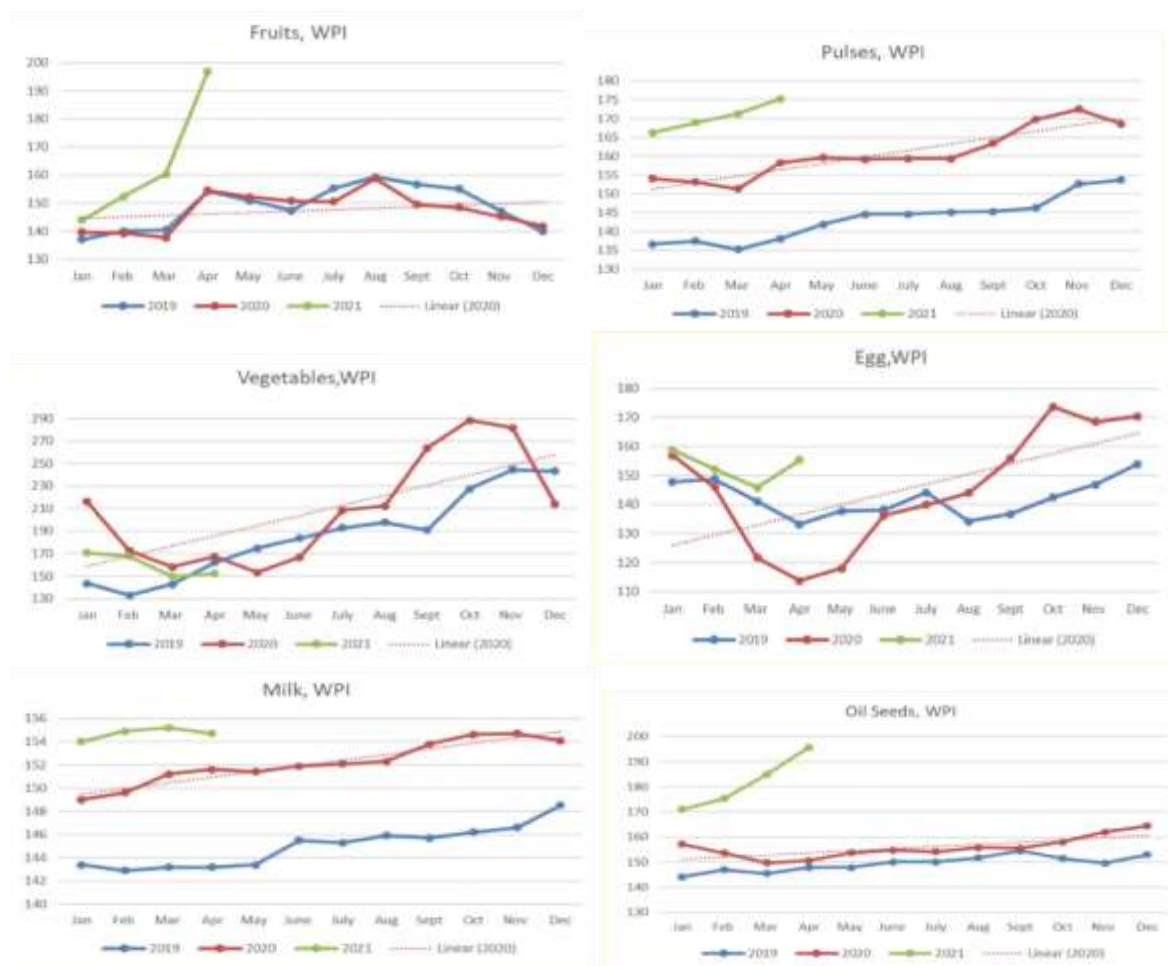 Fruits, WPI
200
190
180
170
160
150
140
130
Jan Feb Mar Apr May June July Aug Sept Oct Nov Dec
2019 2020 2021 Linear (2020)
Pulses, WPI
180
175
170
165
160
155
150
145
140
135
130
Jan Feb Mar Apr May June July Aug Sept Oct Nov Dec
2019 2020 2021 Linear (2020)
Vegetables,WPI
290
270
250
230
210
190
170
150
130
Jan Feb Mar Apr May June July Aug Sept Oct Nov Dec
2019 2020 2021 Linear (2020)
Egg,WPI
180
170
160
150
140
130
120
110
Jan Feb Mar Apr May June July Aug Sept Oct Nov Dec
2019 2020 2021 Linear (2020)
Milk, WPI
156
154
152
150
148
146
144
142
140
Jan Feb Mar Apr May June July Aug Sept Oct Nov Dec
2019 2020 2021 Linear (2020)
Oil Seeds, WPI
200
190
180
170
160
150
140
130
Jan Feb Mar Apr May June July Aug Sept Oct Nov Dec
2019 2020 2021 Linear (2020)